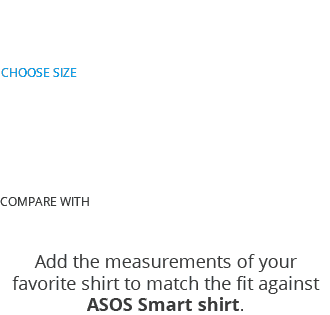 CHOOSE SIZE
COMPARE WITH
Add the measurements of your
favorite shirt to match the fit against
ASOS Smart shirt.